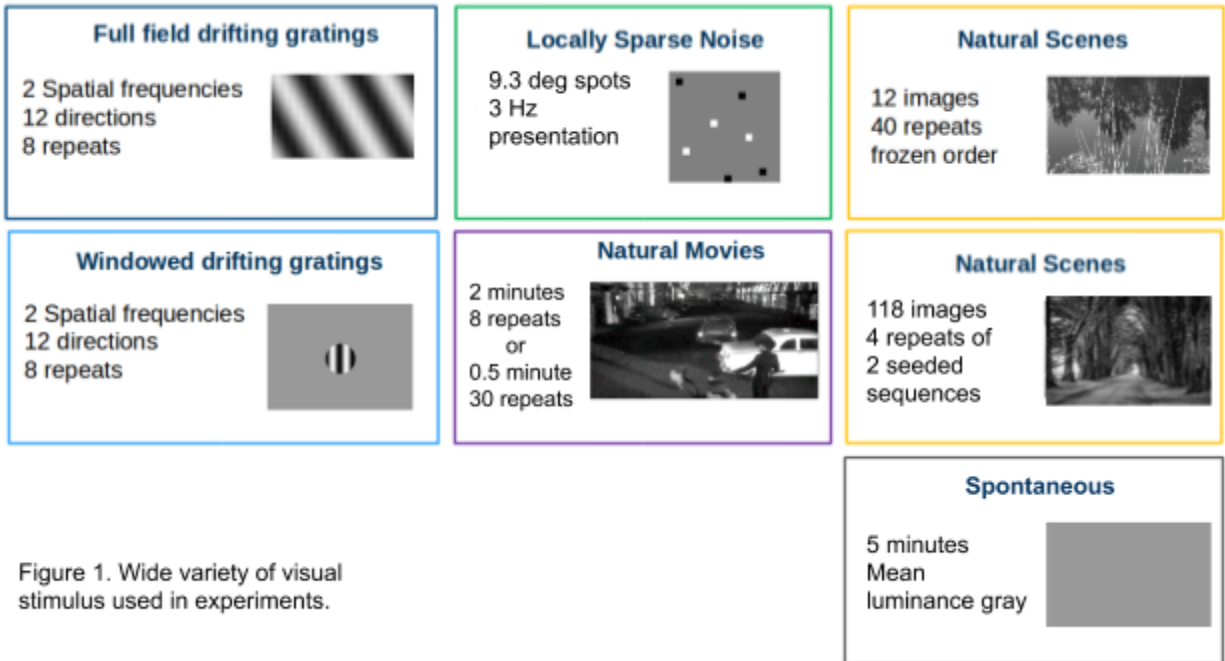 Full field drifting gratings
2 Spatial frequencies
12 directions
8 repeats
Locally Sparse Noise
9.3 deg spots
3 Hz
presentation
Natural Scenes
12 images
40 repeats
frozen order
Windowed drifting gratings
2 Spatial frequencies
12 directions
8 repeats
Natural Movies
2 minutes
8 repeats
or
0.5 minute
30 repeats
Natural Scenes
118 images
4 repeats of
2 seeded
sequences
Spontaneous
5 minutes
Mean
luminance gray
Figure 1. Wide variety of visual
stimulus used in experiments.